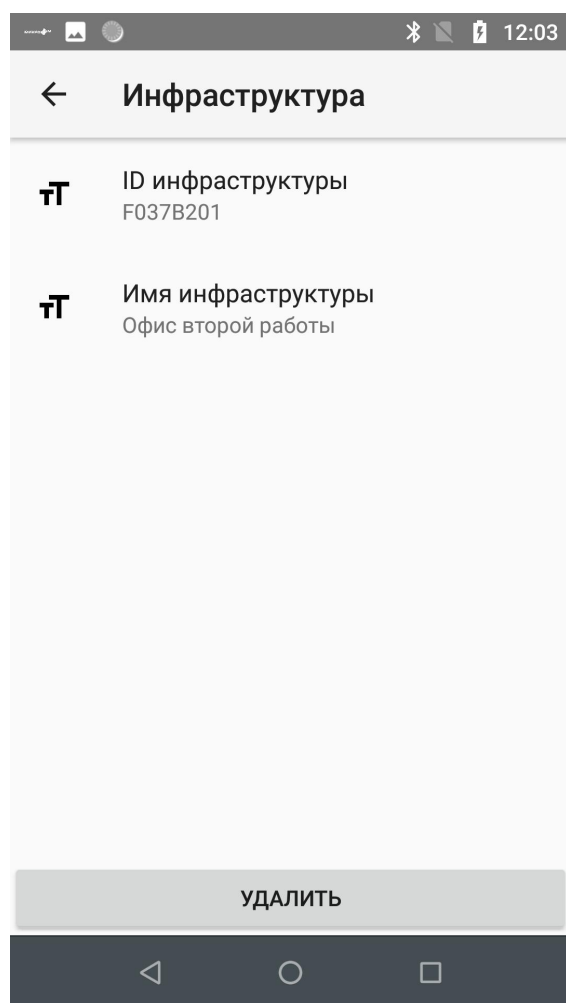 12:03
Инфраструктура
ID инфраструктуры
F037B201
Имя инфраструктуры
Офис второй работы
УДАЛИТЬ